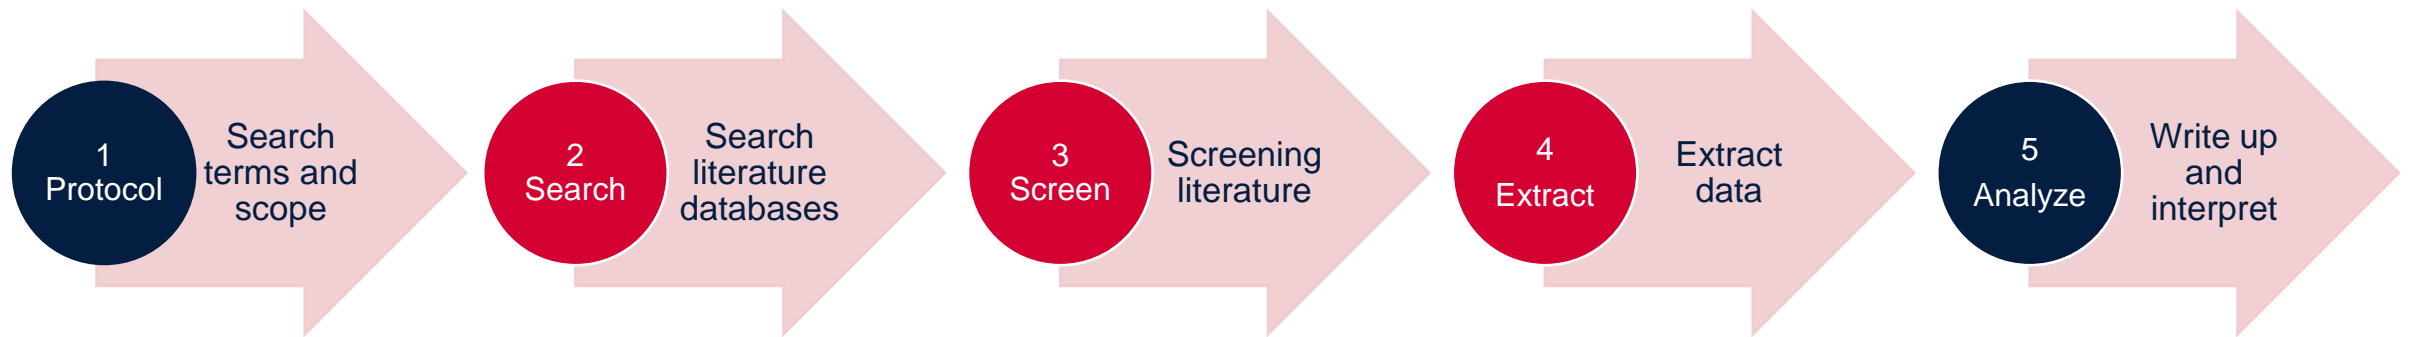 1
Protocol
Search
terms and
scope
2
Search
Search
literature
databases
3
Screen
Screening
literature
4
Extract
Extract
data
5
Analyze
Write up
and
interpret